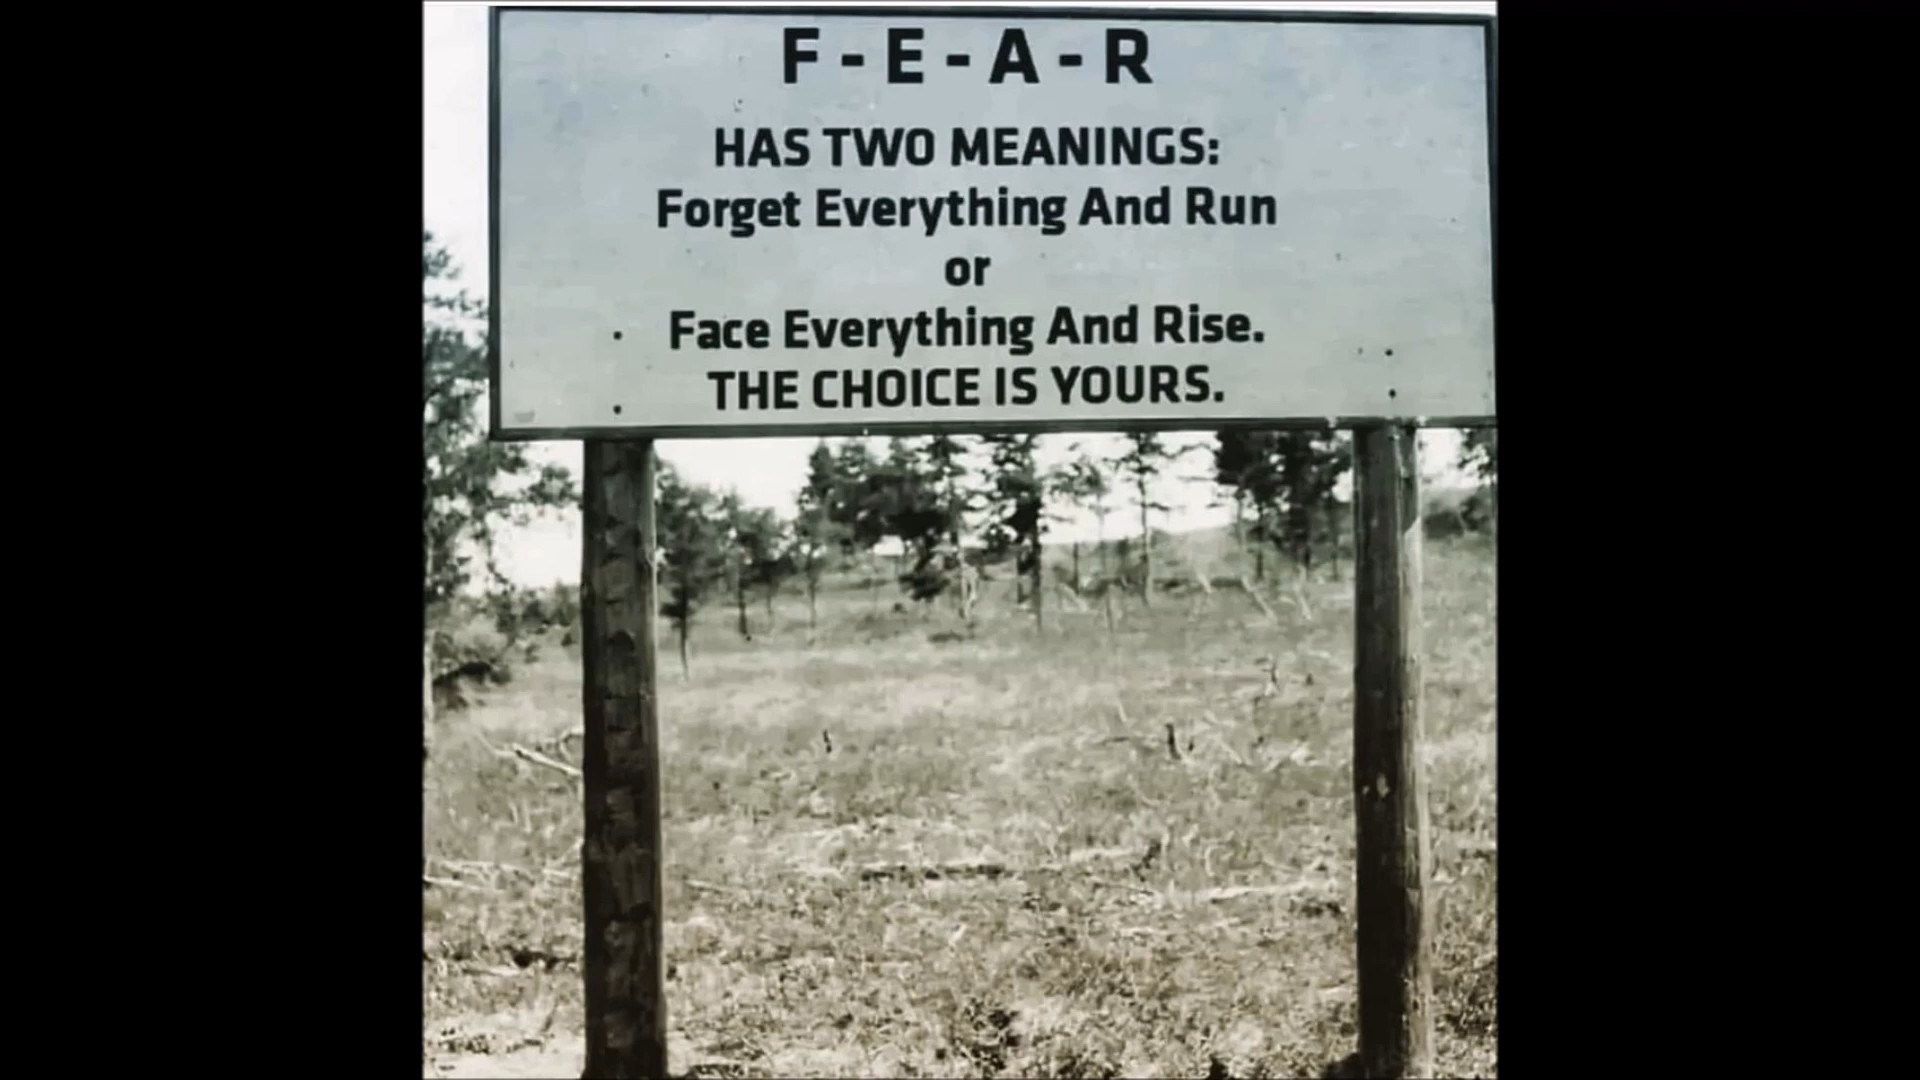 F-E-A-R
HAS TWO MEANINGS:
Forget Everything And Run
or
Face Everything And Rise.
THE CHOICE IS YOURS.